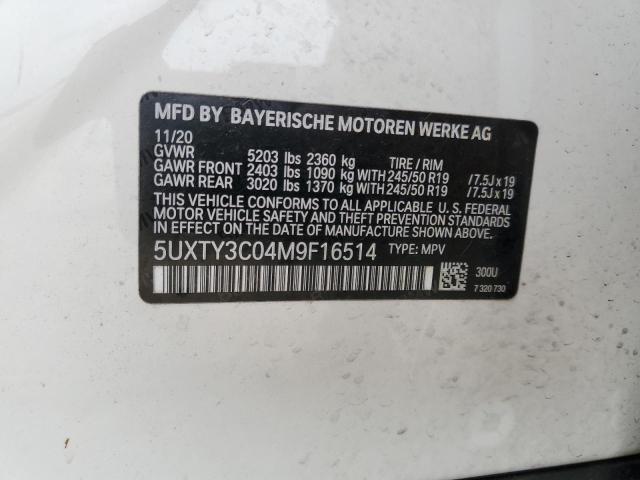 MFD BY BAYERISCHE MOTOREN WERKE AG
11/20
GVWR 5203 lbs 2360 kg TIRE / RIM
GAWR FRONT 2403 lbs 1090 kg WITH 245/50 R19 /7.5J x 19
GAWR REAR 3020 lbs 1370 kg WITH 245/50 R19 /7.5J x 19
THIS VEHICLE CONFORMS TO ALL APPLICABLE U. S. FEDERAL
MOTOR VEHICLE SAFETY AND THEFT PREVENTION STANDARDS
IN EFFECT ON THE DATE OF MANUFACTURE SHOWN ABOVE.
5UXTY3C04M9F16514 TYPE: MPV
300U
7 320 730